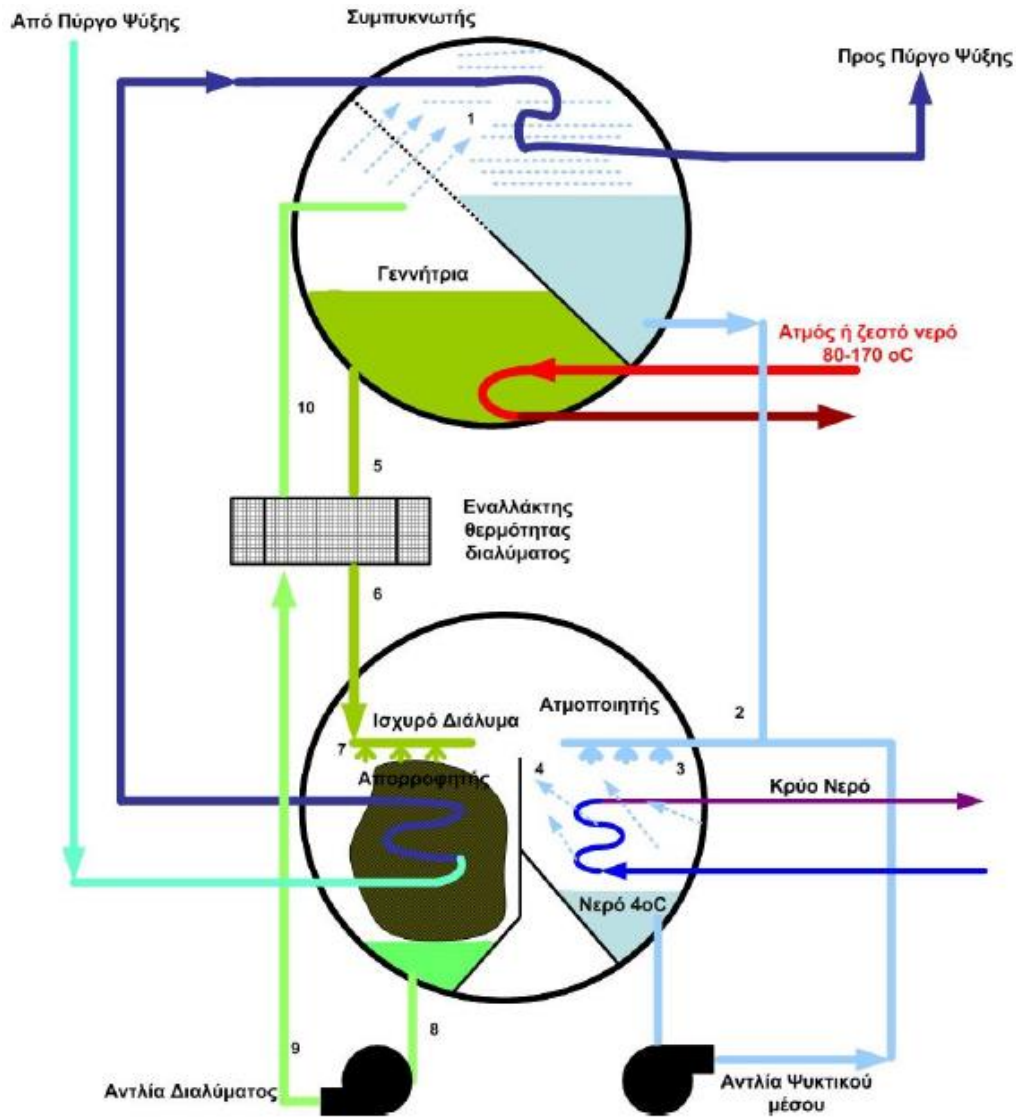 Από Πύργο Ψύξης
Συμπυκνωτής
Προς Πύργο Ψύξης
1
Γεννήτρια
Ατμός ή ζεστό νερό
80-170 οC
10
5
Εναλλάκτης
θερμότητας
διαλύματος
6
Ατμοποιητής
2
Ισχυρό Διάλυμα
7
Απορροφητής
4
3
Κρύο Νερό
Νερό 4οC
8
9
Αντλία Διαλύματος
Αντλία Ψυκτικού
μέσου